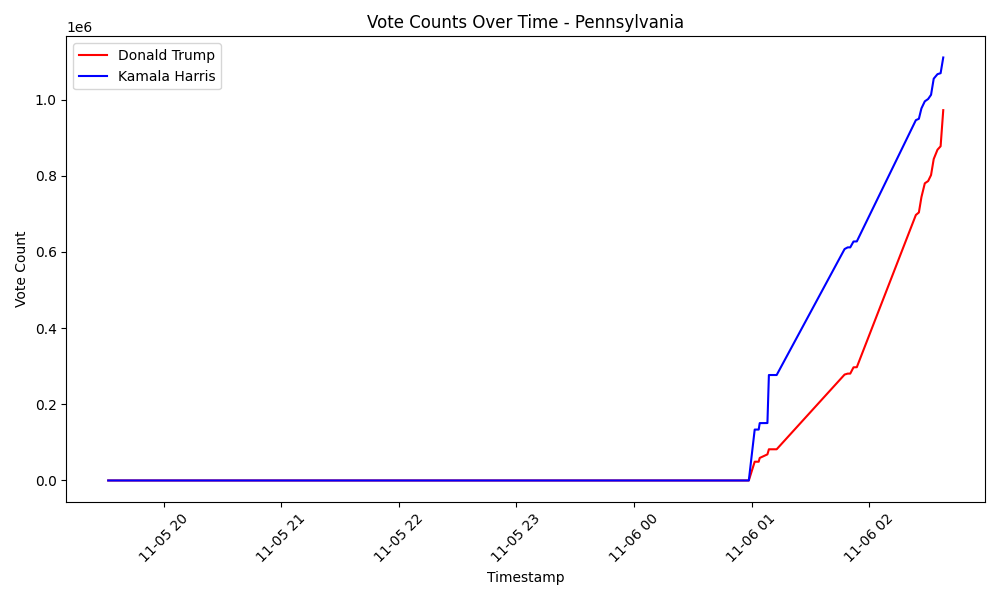 Vote Counts Over Time - Pennsylvania
1e6
Donald Trump
Kamala Harris
Vote Count
1.0
0.8
0.6
0.4
0.2
0.0
11-05 20
11-05 21
11-05 22
11-05 23
11-06 00
11-06 01
11-06 02
Timestamp